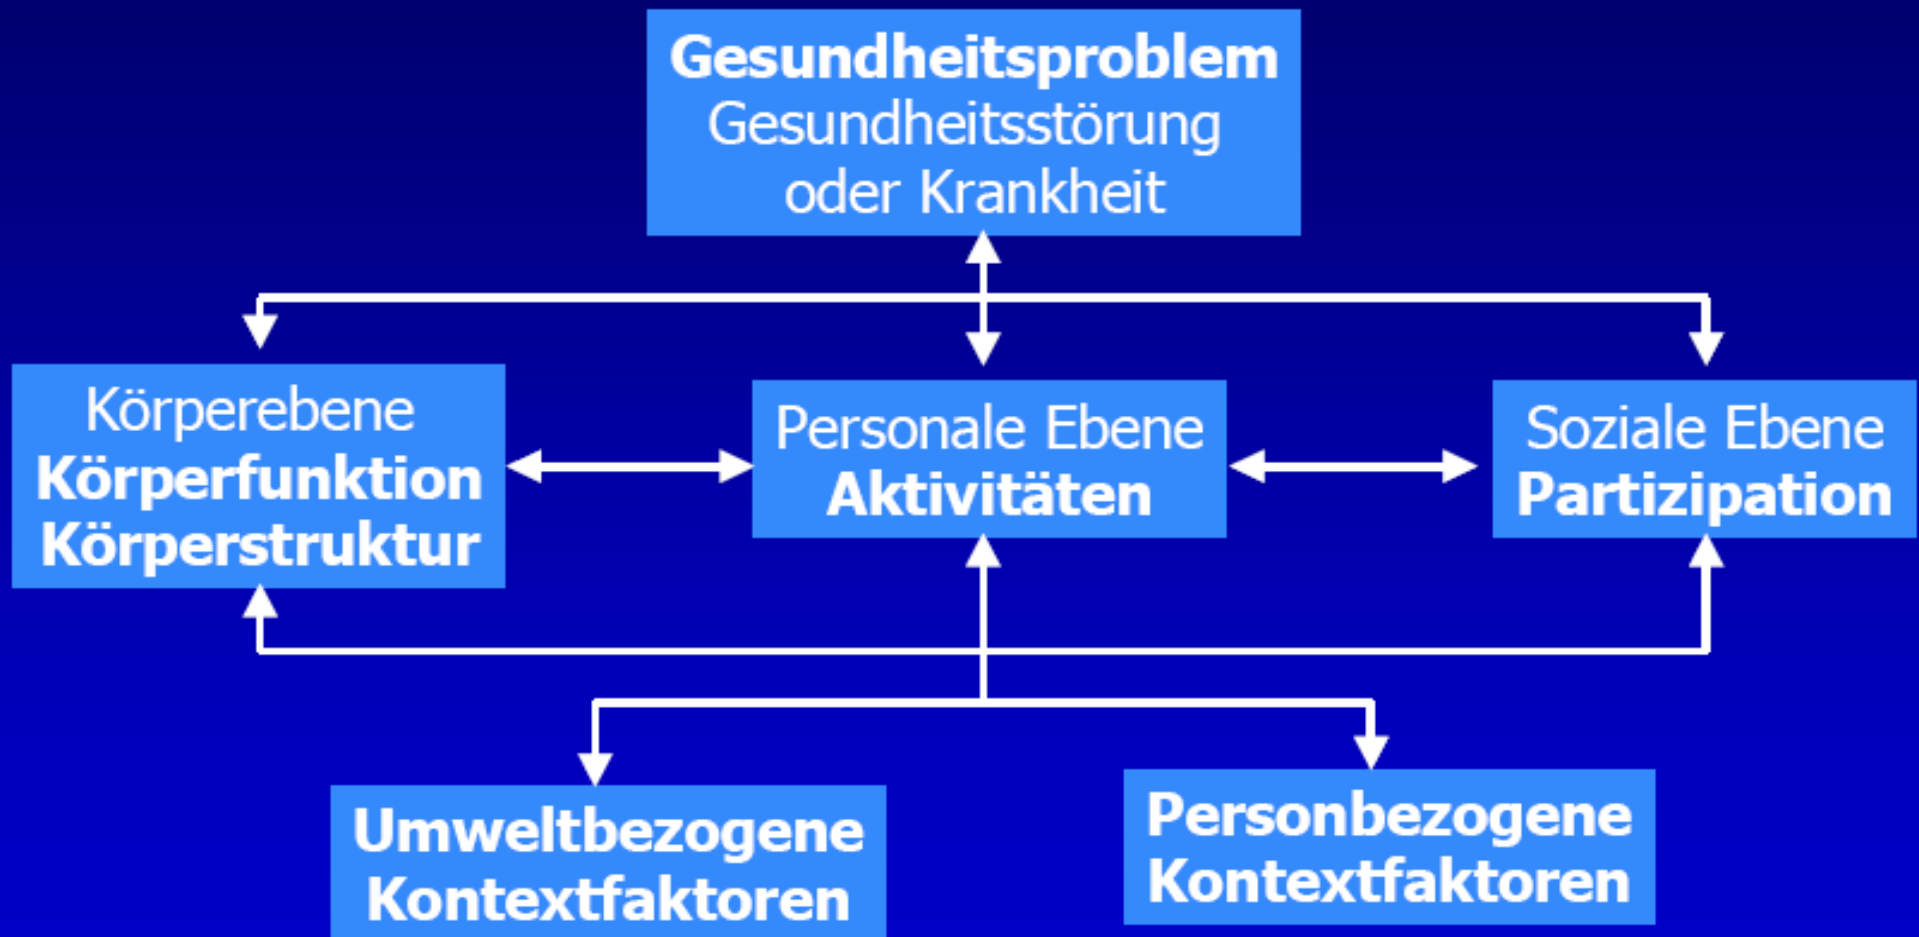 Gesundheitsproblem
Gesundheitsstörung
oder Krankheit
Körperebene
Körperfunktion
Körperstruktur
Personale Ebene
Aktivitäten
Soziale Ebene
Partizipation
Umweltbezogene
Kontextfaktoren
Personbezogene
Kontextfaktoren